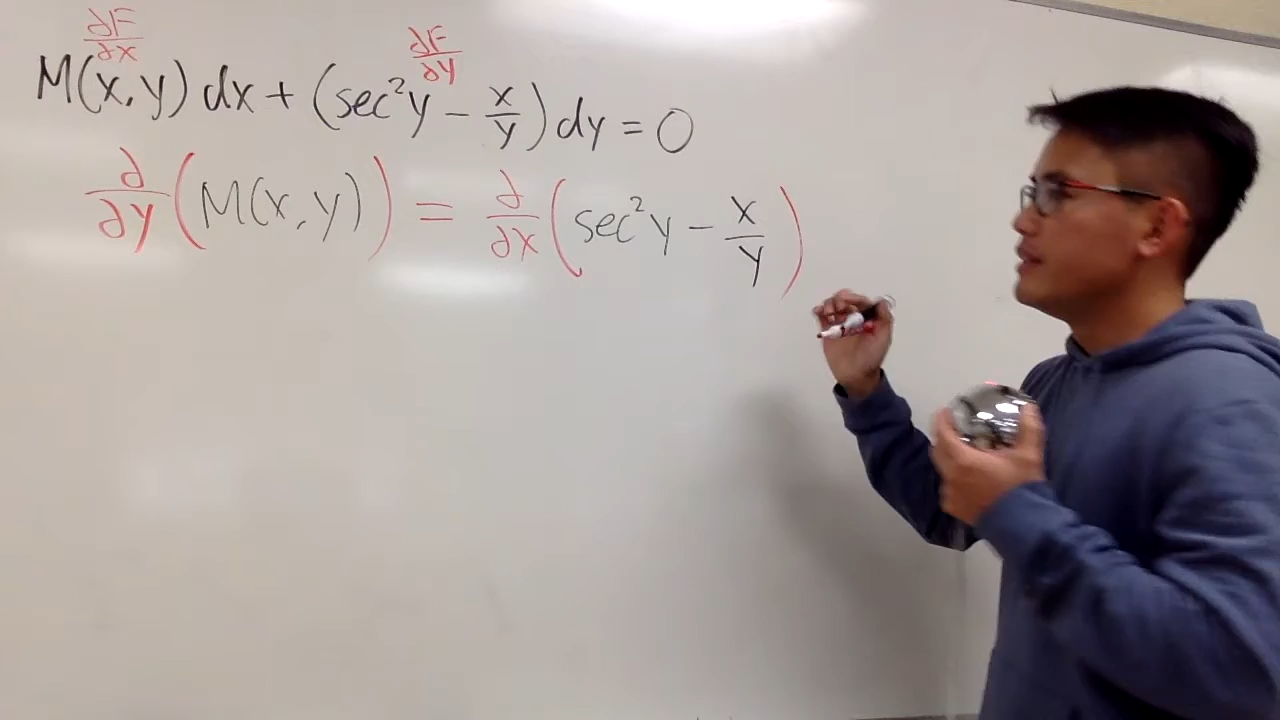 ∂F/∂x ∂F/∂y
M(x,y) dx + (sec²y − x/y) dy = 0
∂/∂y (M(x,y)) = ∂/∂x (sec²y − x/y)